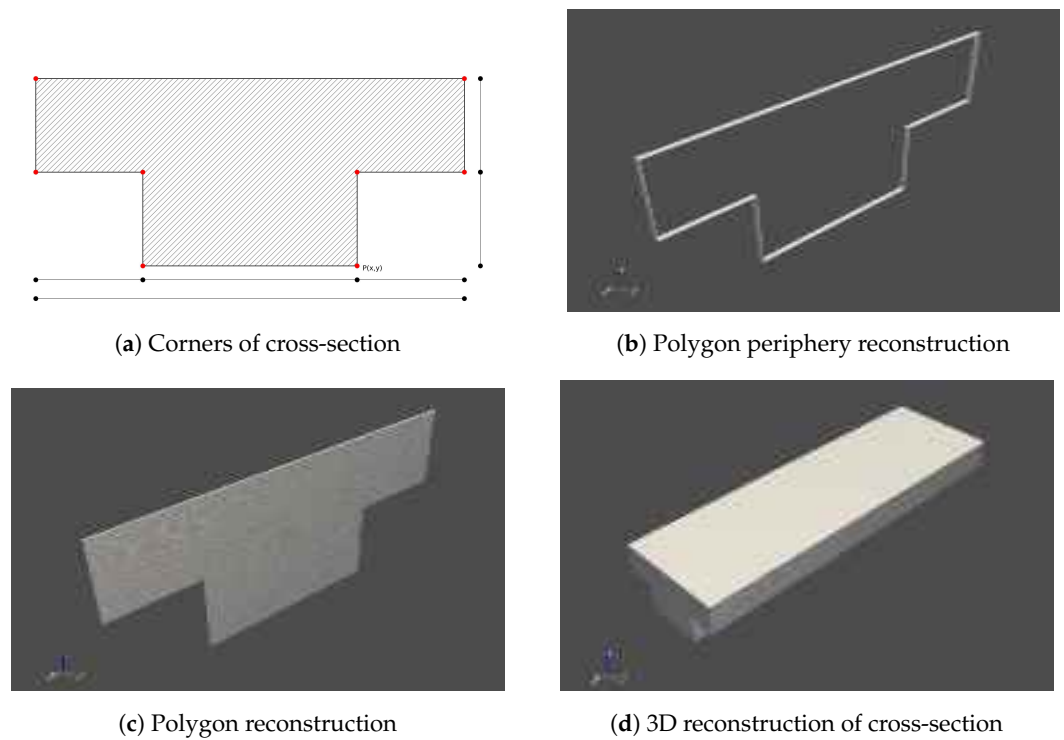 P(x,y)
(a) Corners of cross-section
(b) Polygon periphery reconstruction
(c) Polygon reconstruction
(d) 3D reconstruction of cross-section